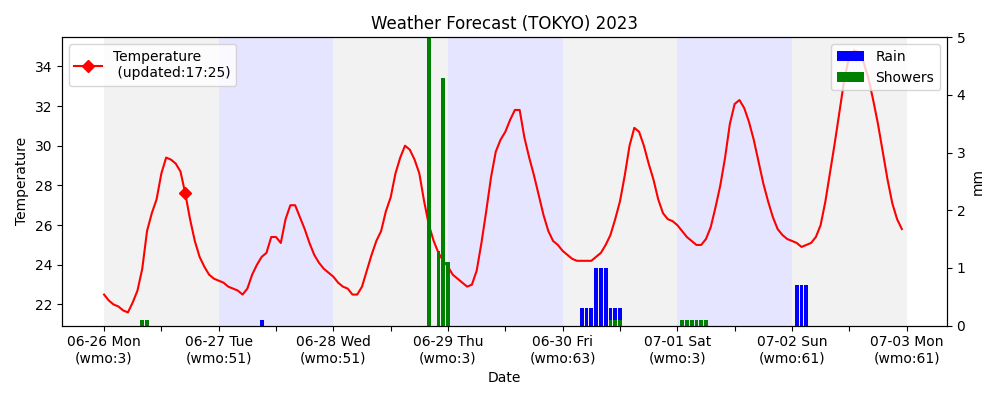 Weather Forecast (TOKYO) 2023
Temperature
(updated:17:25)
Rain
Showers
34
32
30
28
26
24
22
Temperature
5
4
3
2
1
0
mm
06-26 Mon 06-27 Tue 06-28 Wed 06-29 Thu 06-30 Fri 07-01 Sat 07-02 Sun 07-03 Mon
(wmo:3) (wmo:51) (wmo:51) (wmo:3) (wmo:63) (wmo:3) (wmo:61) (wmo:61)
Date